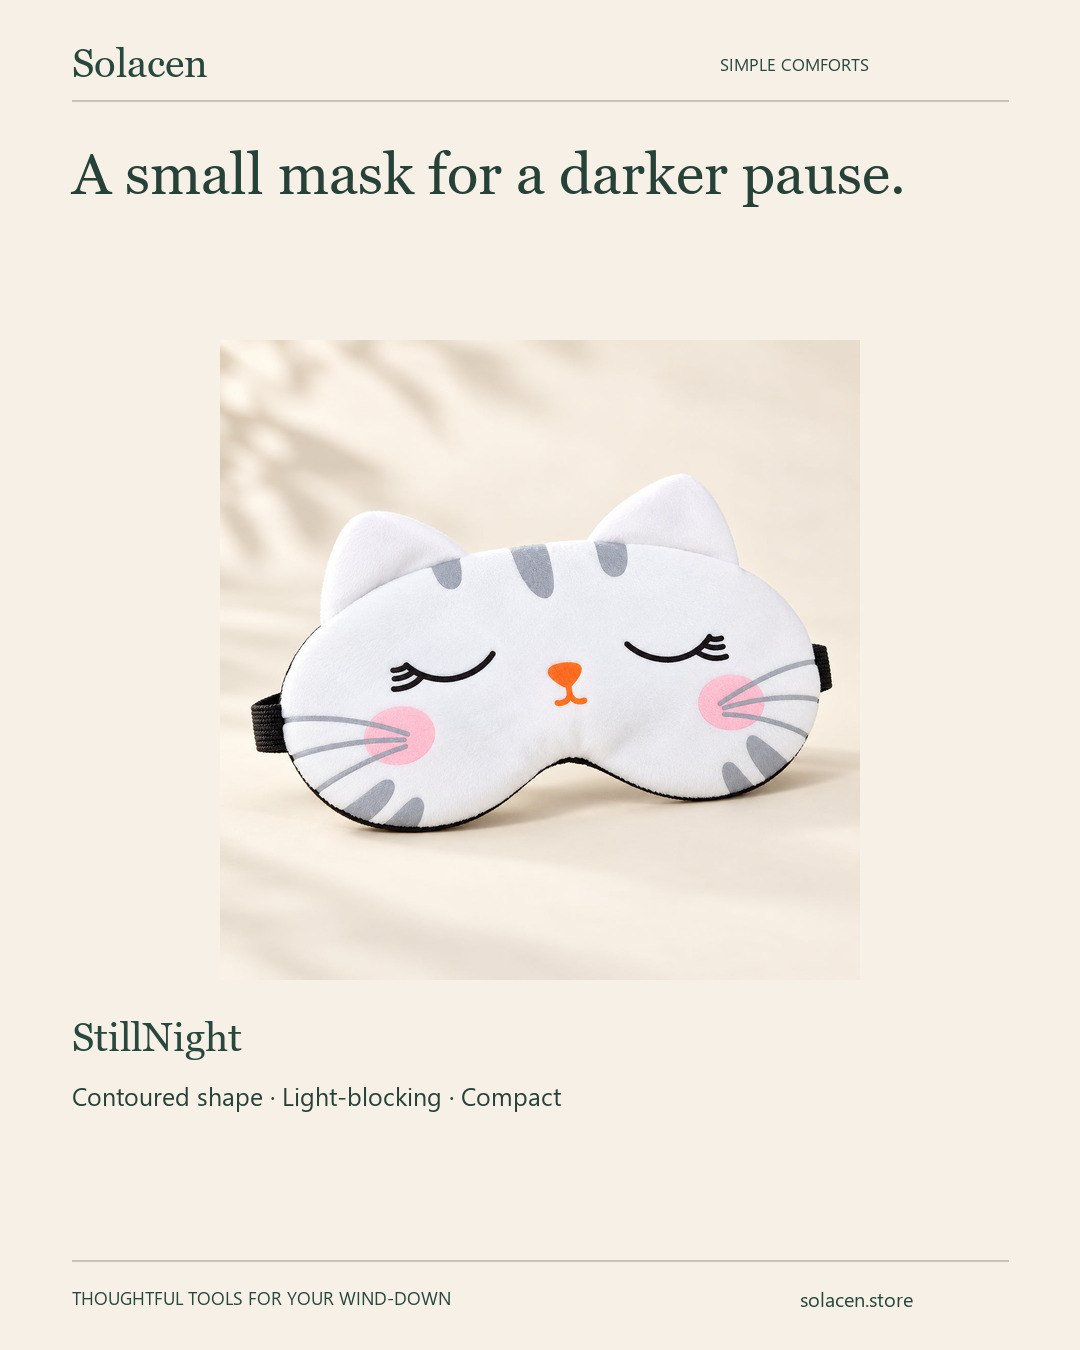 Solacen
SIMPLE COMFORTS
A small mask for a darker pause.
StillNight
Contoured shape · Light-blocking · Compact
THOUGHTFUL TOOLS FOR YOUR WIND-DOWN
solacen.store